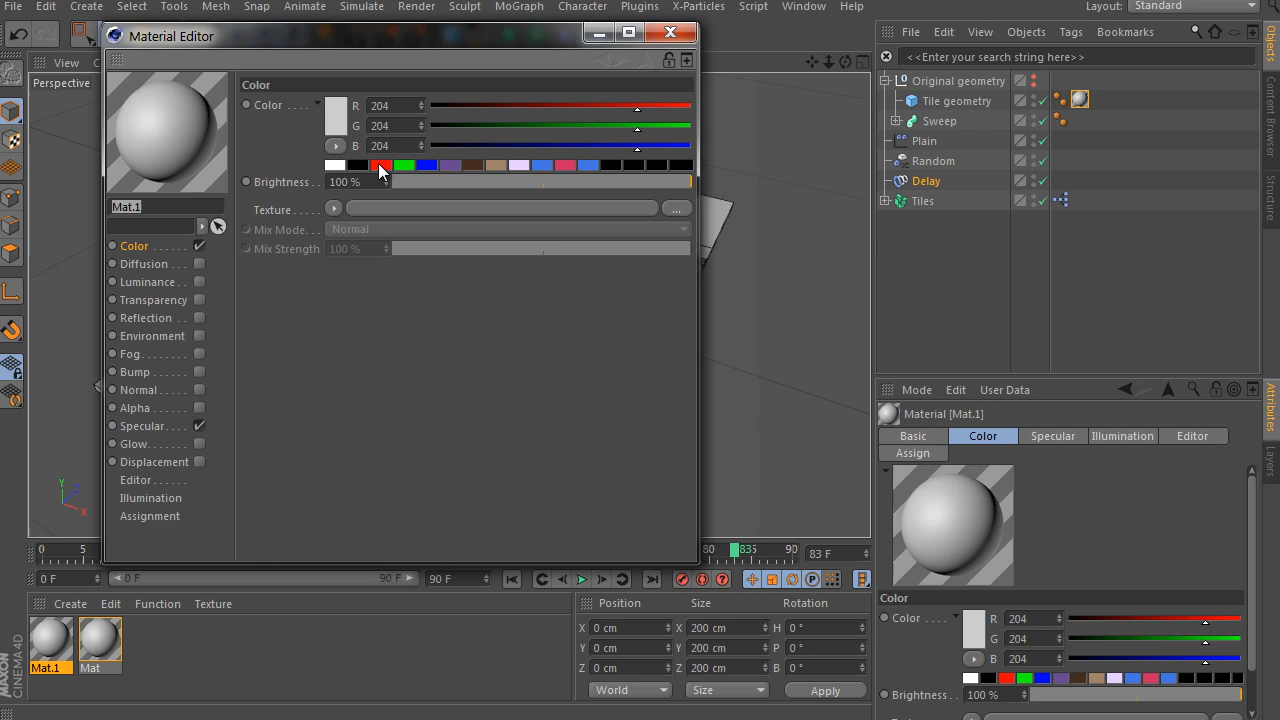 File Edit Create Select Tools Mesh Snap Animate Simulate Render Sculpt MoGraph Character Plugins X-Particles Script Window Help Layout: Standard
Material Editor
File Edit View Objects Tags Bookmarks
<<Enter your search string here>>
View
Perspective
Original geometry
Tile geometry
Sweep
Plain
Random
Delay
Tiles
Objects
Content Browser
Structure
Color
Color . . . .
R 204
G 204
B 204
Brightness . . 100 %
Texture . . . . . ...
Mix Mode. . . Normal
Mix Strength 100 %
Mat.1
Color . . . . . .
Diffusion . . .
Luminance . .
Transparency
Reflection . .
Environment
Fog. . . . . . . .
Bump . . . . . .
Normal . . . . .
Alpha . . . . . .
Specular. . . .
Glow. . . . . . .
Displacement
Editor . . . . . .
Illumination
Assignment
Mode Edit User Data
Material [Mat.1]
Basic Color Specular Illumination Editor
Assign
Attributes
Layers
Color
Color . . . .
R 204
G 204
B 204
Brightness . . 100 %
0 5 80 835 90 83 F
0 F 0 F 90 F 90 F
Create Edit Function Texture
Mat.1 Mat
Position Size Rotation
X 0 cm X 200 cm H 0 °
Y 0 cm Y 200 cm P 0 °
Z 0 cm Z 200 cm B 0 °
World Size Apply
MAXON
CINEMA 4D
Y
Z
X